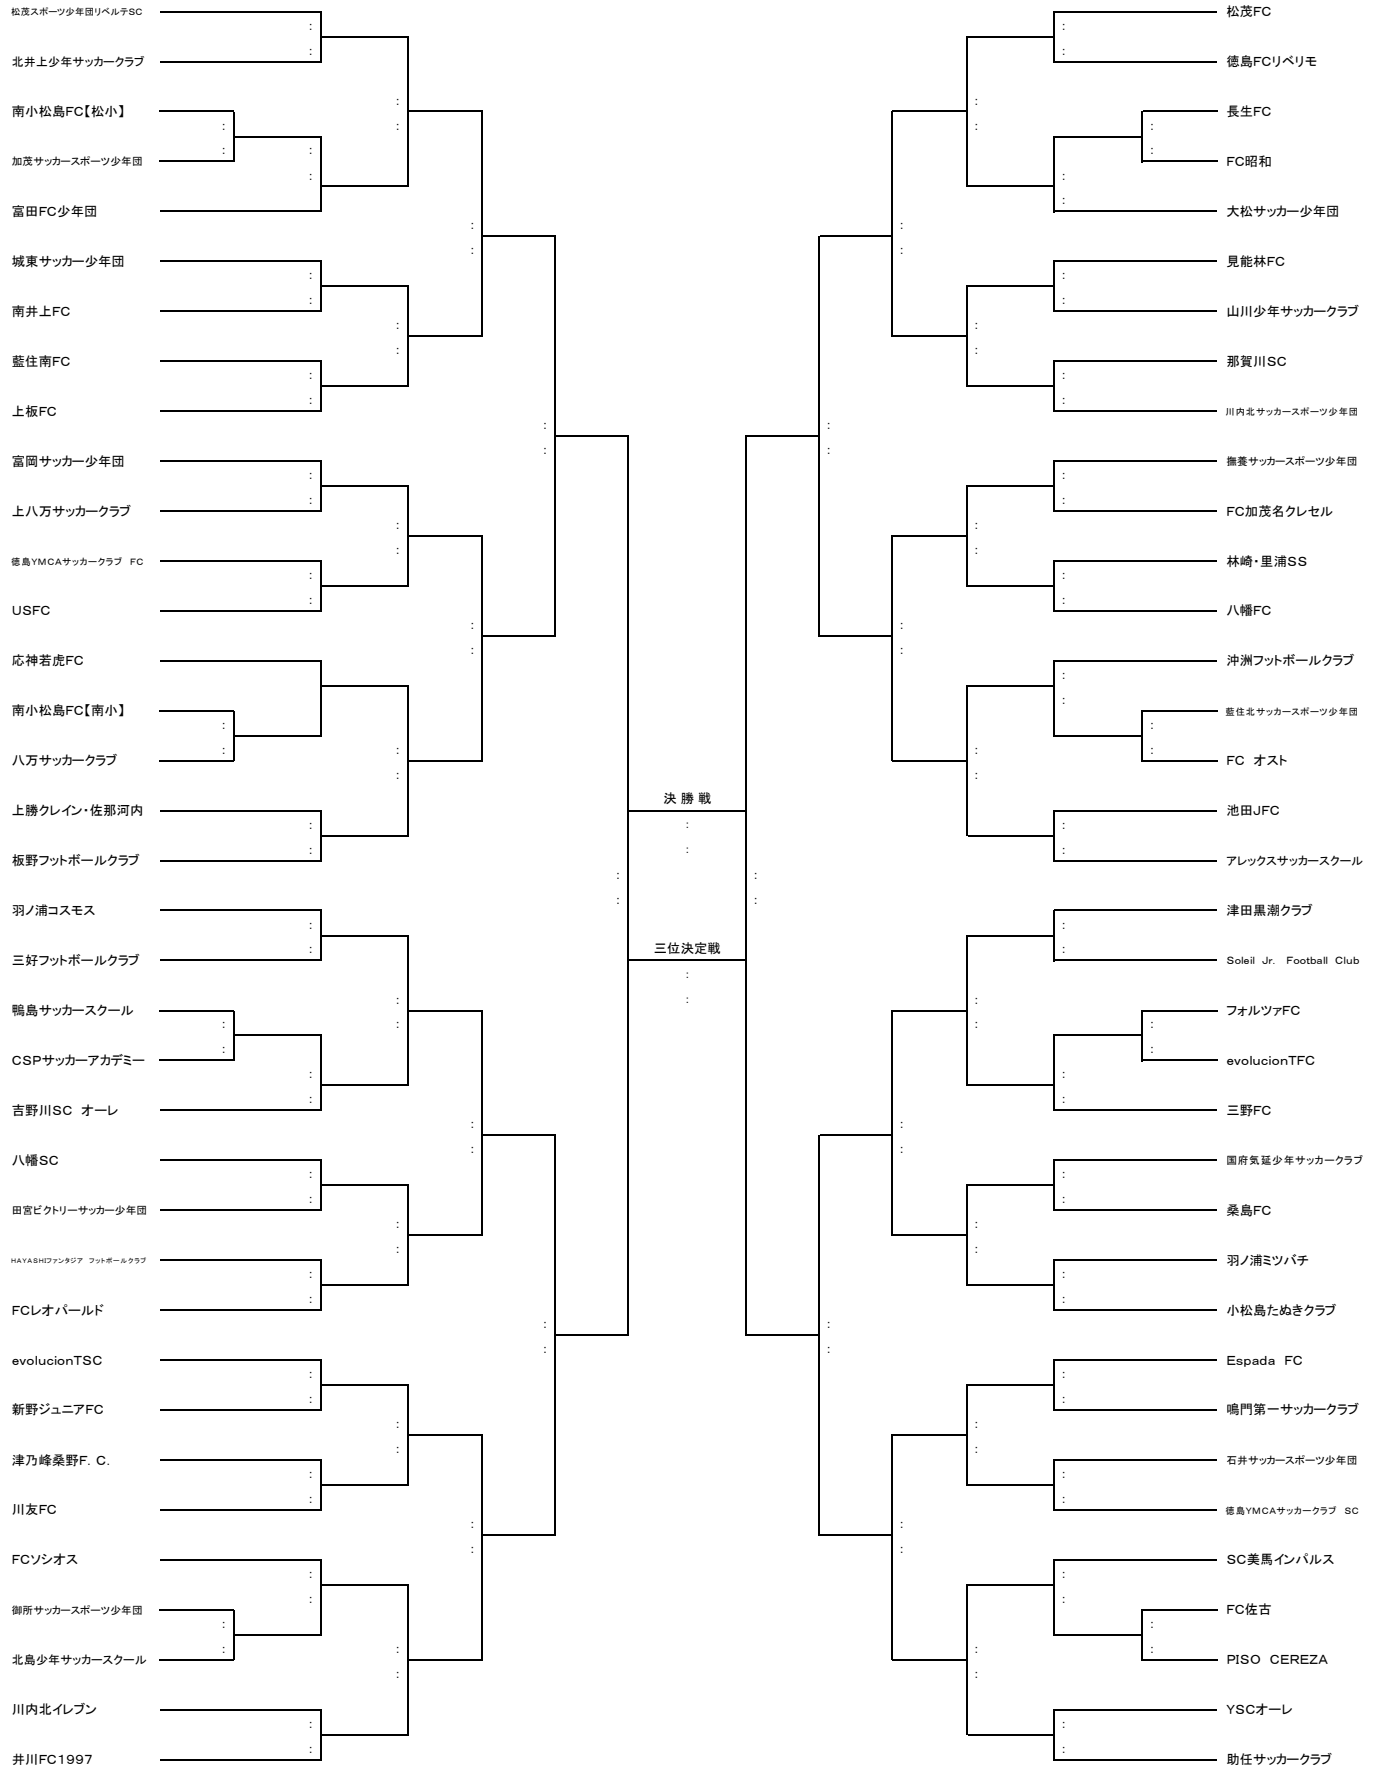 松茂スポーツ少年団リベルテSC
北井上少年サッカークラブ
南小松島FC【松小】
加茂サッカースポーツ少年団
富田FC少年団
城東サッカー少年団
南井上FC
藍住南FC
上板FC
富岡サッカー少年団
上八万サッカークラブ
徳島YMCAサッカークラブ　FC
USFC
応神若虎FC
南小松島FC【南小】
八万サッカークラブ
上勝クレイン・佐那河内
板野フットボールクラブ
羽ノ浦コスモス
三好フットボールクラブ
鴨島サッカースクール
CSPサッカーアカデミー
吉野川SC　オーレ
八幡SC
田宮ビクトリーサッカー少年団
HAYASHIファンタジア　フットボールクラブ
FCレオパールド
evolucionTSC
新野ジュニアFC
津乃峰桑野F．C．
川友FC
FCソシオス
御所サッカースポーツ少年団
北島少年サッカースクール
川内北イレブン
井川FC1997
決 勝 戦
三位決定戦
松茂FC
徳島FCリベリモ
長生FC
FC昭和
大松サッカー少年団
見能林FC
山川少年サッカークラブ
那賀川SC
川内北サッカースポーツ少年団
撫養サッカースポーツ少年団
FC加茂名クレセル
林崎・里浦SS
八幡FC
沖洲フットボールクラブ
藍住北サッカースポーツ少年団
FC　オスト
池田JFC
アレックスサッカースクール
津田黒潮クラブ
Soleil　Jr.　Football　Club
フォルツァFC
evolucionTFC
三野FC
国府気延少年サッカークラブ
桑島FC
羽ノ浦ミツバチ
小松島たぬきクラブ
Espada　FC
鳴門第一サッカークラブ
石井サッカースポーツ少年団
徳島YMCAサッカークラブ　SC
SC美馬インパルス
FC佐古
PISO　CEREZA
YSCオーレ
助任サッカークラブ